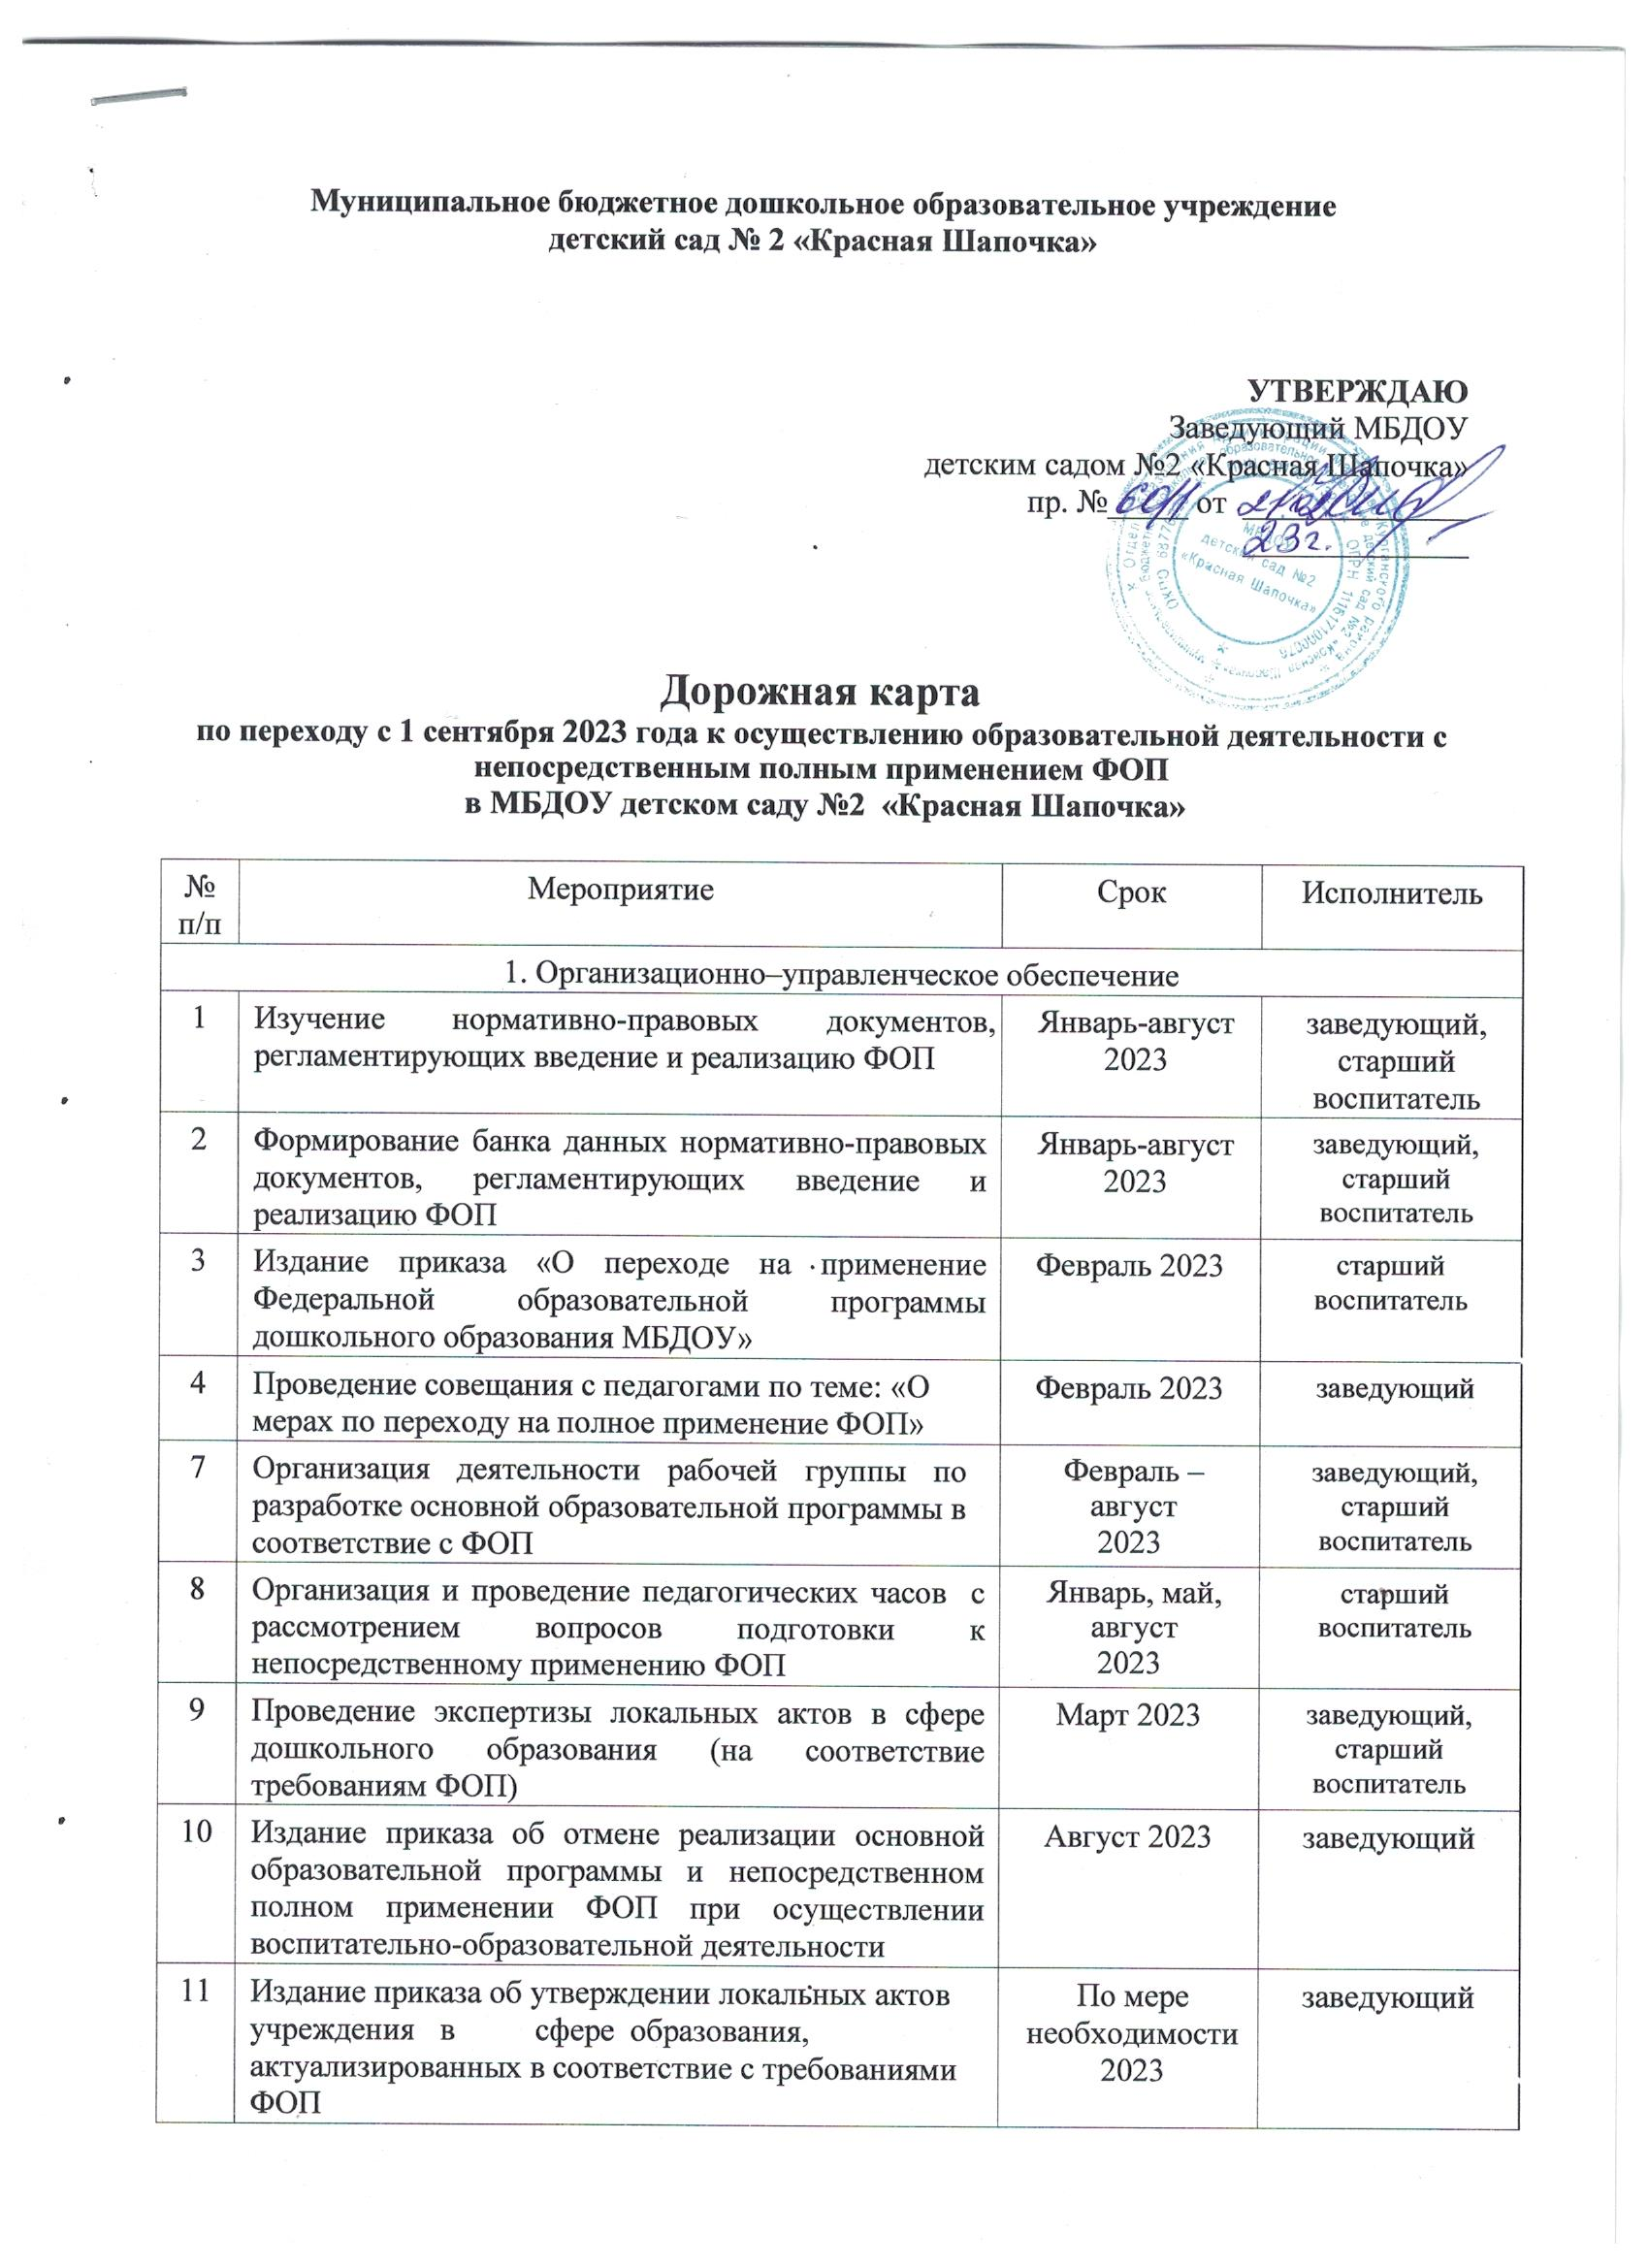 Муниципальное бюджетное дошкольное образовательное учреждение
детский сад № 2 «Красная Шапочка»
УТВЕРЖДАЮ
Заведующий МБДОУ
детским садом №2 «Красная Шапочка»
пр. № от
23г.
МБДОУ
детский сад №2
«Красная Шапочка»
Дорожная карта
по переходу с 1 сентября 2023 года к осуществлению образовательной деятельности с
непосредственным полным применением ФОП
в МБДОУ детском саду №2 «Красная Шапочка»
№ Мероприятие Срок Исполнитель
п/п
1. Организационно–управленческое обеспечение
1 Изучение нормативно-правовых документов, Январь-август заведующий,
регламентирующих введение и реализацию ФОП 2023 старший
воспитатель
2 Формирование банка данных нормативно-правовых Январь-август заведующий,
документов, регламентирующих введение и 2023 старший
реализацию ФОП воспитатель
3 Издание приказа «О переходе на применение Февраль 2023 старший
Федеральной образовательной программы воспитатель
дошкольного образования МБДОУ»
4 Проведение совещания с педагогами по теме: «О Февраль 2023 заведующий
мерах по переходу на полное применение ФОП»
7 Организация деятельности рабочей группы по Февраль – заведующий,
разработке основной образовательной программы в август старший
соответствие с ФОП 2023 воспитатель
8 Организация и проведение педагогических часов с Январь, май, старший
рассмотрением вопросов подготовки к август воспитатель
непосредственному применению ФОП 2023
9 Проведение экспертизы локальных актов в сфере Март 2023 заведующий,
дошкольного образования (на соответствие старший
требованиям ФОП) воспитатель
10 Издание приказа об отмене реализации основной Август 2023 заведующий
образовательной программы и непосредственном
полном применении ФОП при осуществлении
воспитательно-образовательной деятельности
11 Издание приказа об утверждении локальных актов По мере заведующий
учреждения в сфере образования, необходимости
актуализированных в соответствие с требованиями 2023
ФОП